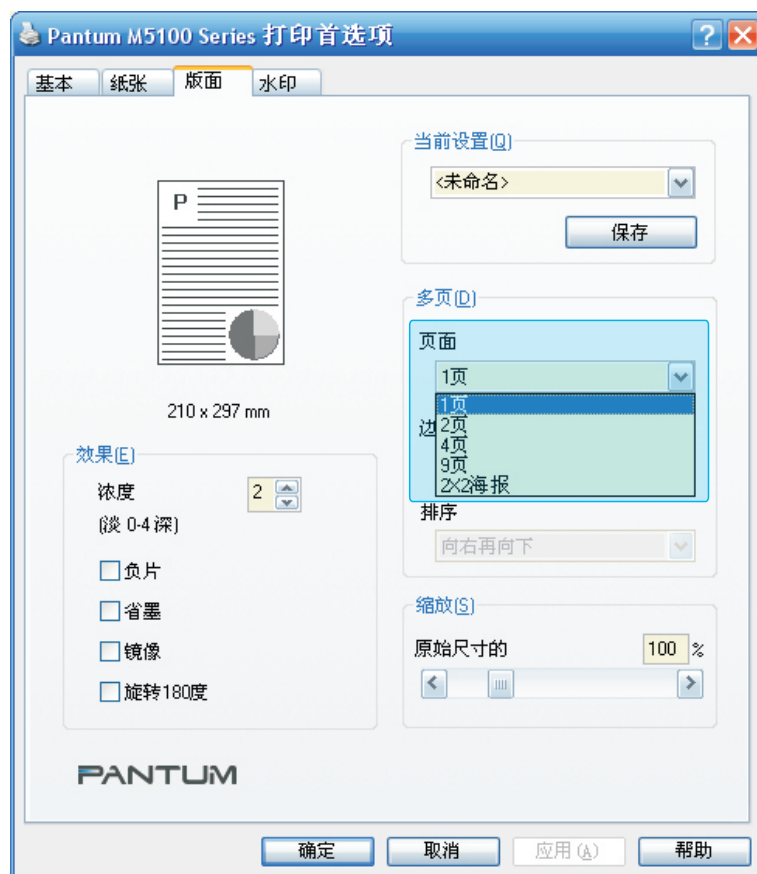 Pantum M5100 Series 打印首选项
基本
纸张
版面
水印
P
210 x 297 mm
效果(E)
浓度
2
(淡 0-4 深)
负片
省墨
镜像
旋转180度
PANTUM
当前设置(Q)
<未命名>
保存
多页(D)
页面
1页
1页
2页
4页
9页
2×2海报
边
排序
向右再向下
缩放(S)
原始尺寸的
100 %
确定
取消
应用(A)
帮助